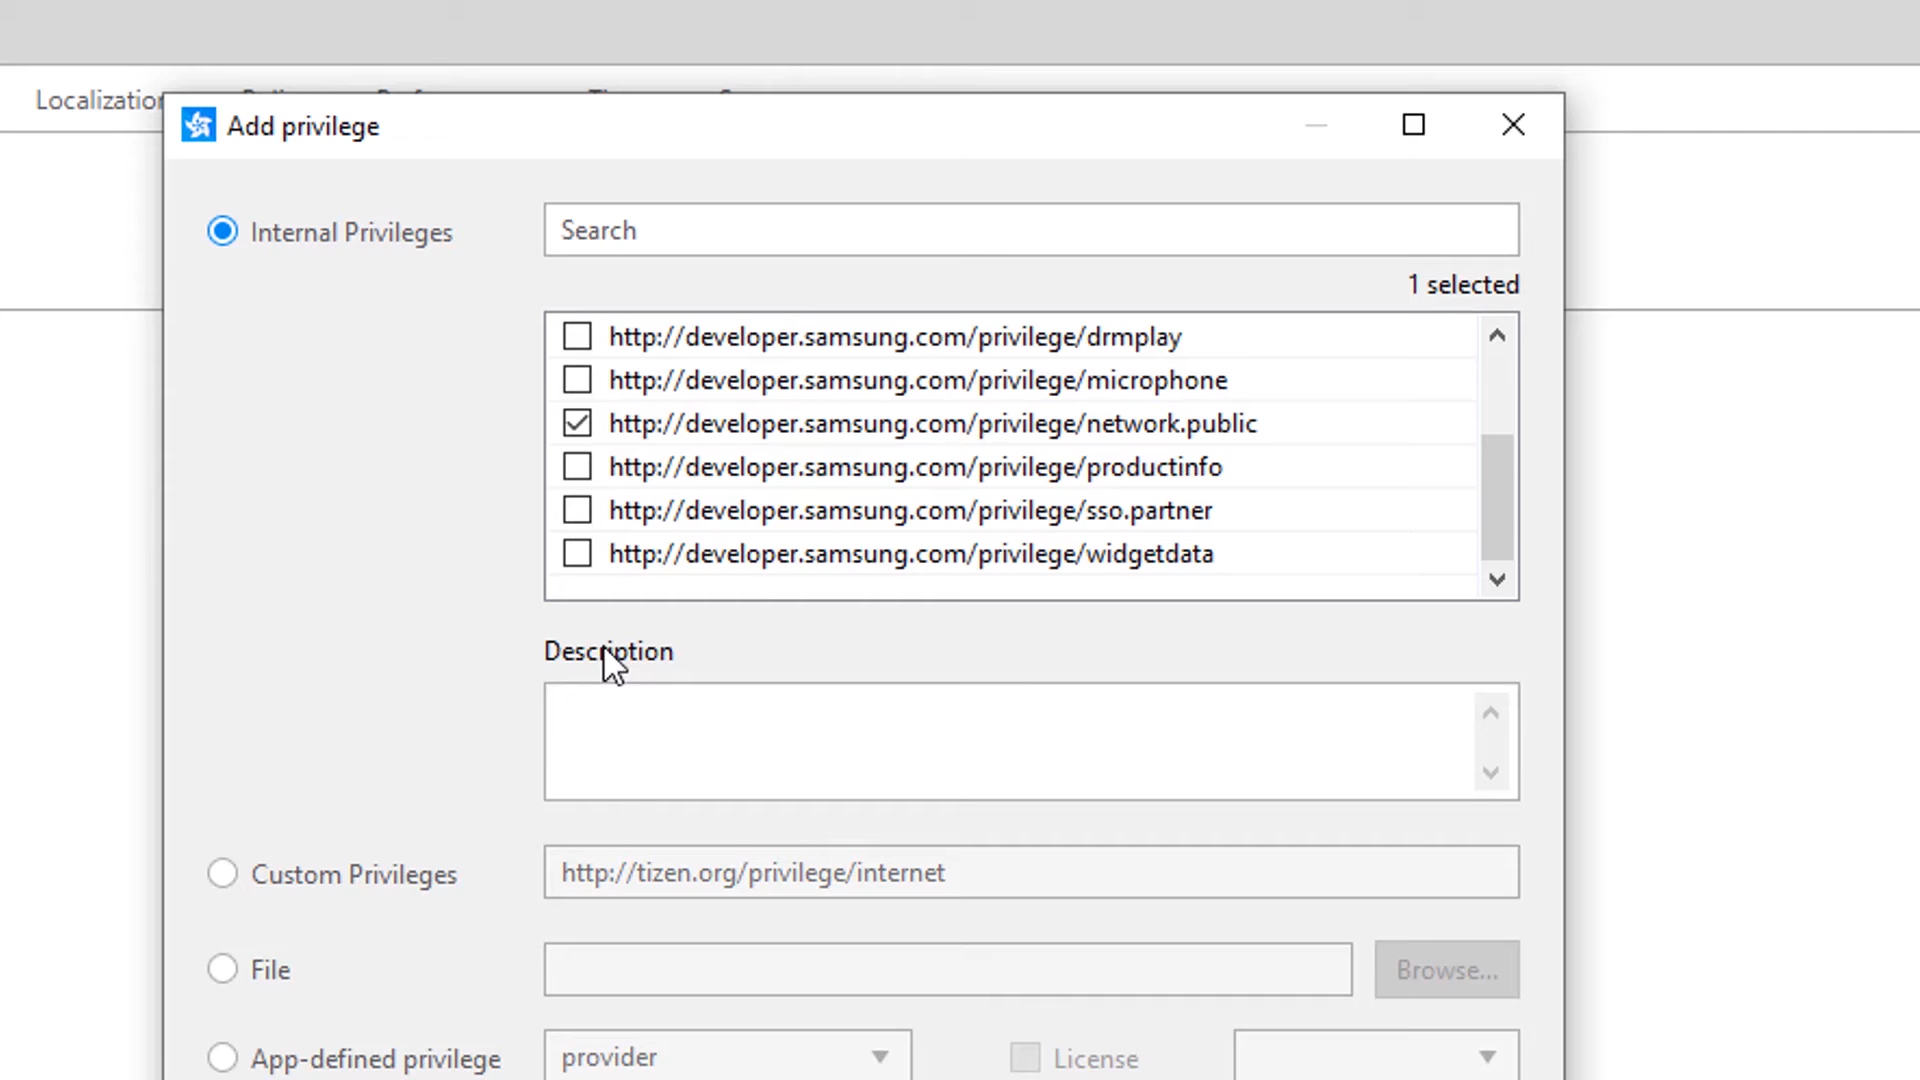 Localization
Add privilege
Internal Privileges
Search
1 selected
http://developer.samsung.com/privilege/drmplay
http://developer.samsung.com/privilege/microphone
http://developer.samsung.com/privilege/network.public
http://developer.samsung.com/privilege/productinfo
http://developer.samsung.com/privilege/sso.partner
http://developer.samsung.com/privilege/widgetdata
Description
Custom Privileges
http://tizen.org/privilege/internet
File
Browse...
App-defined privilege
provider
License